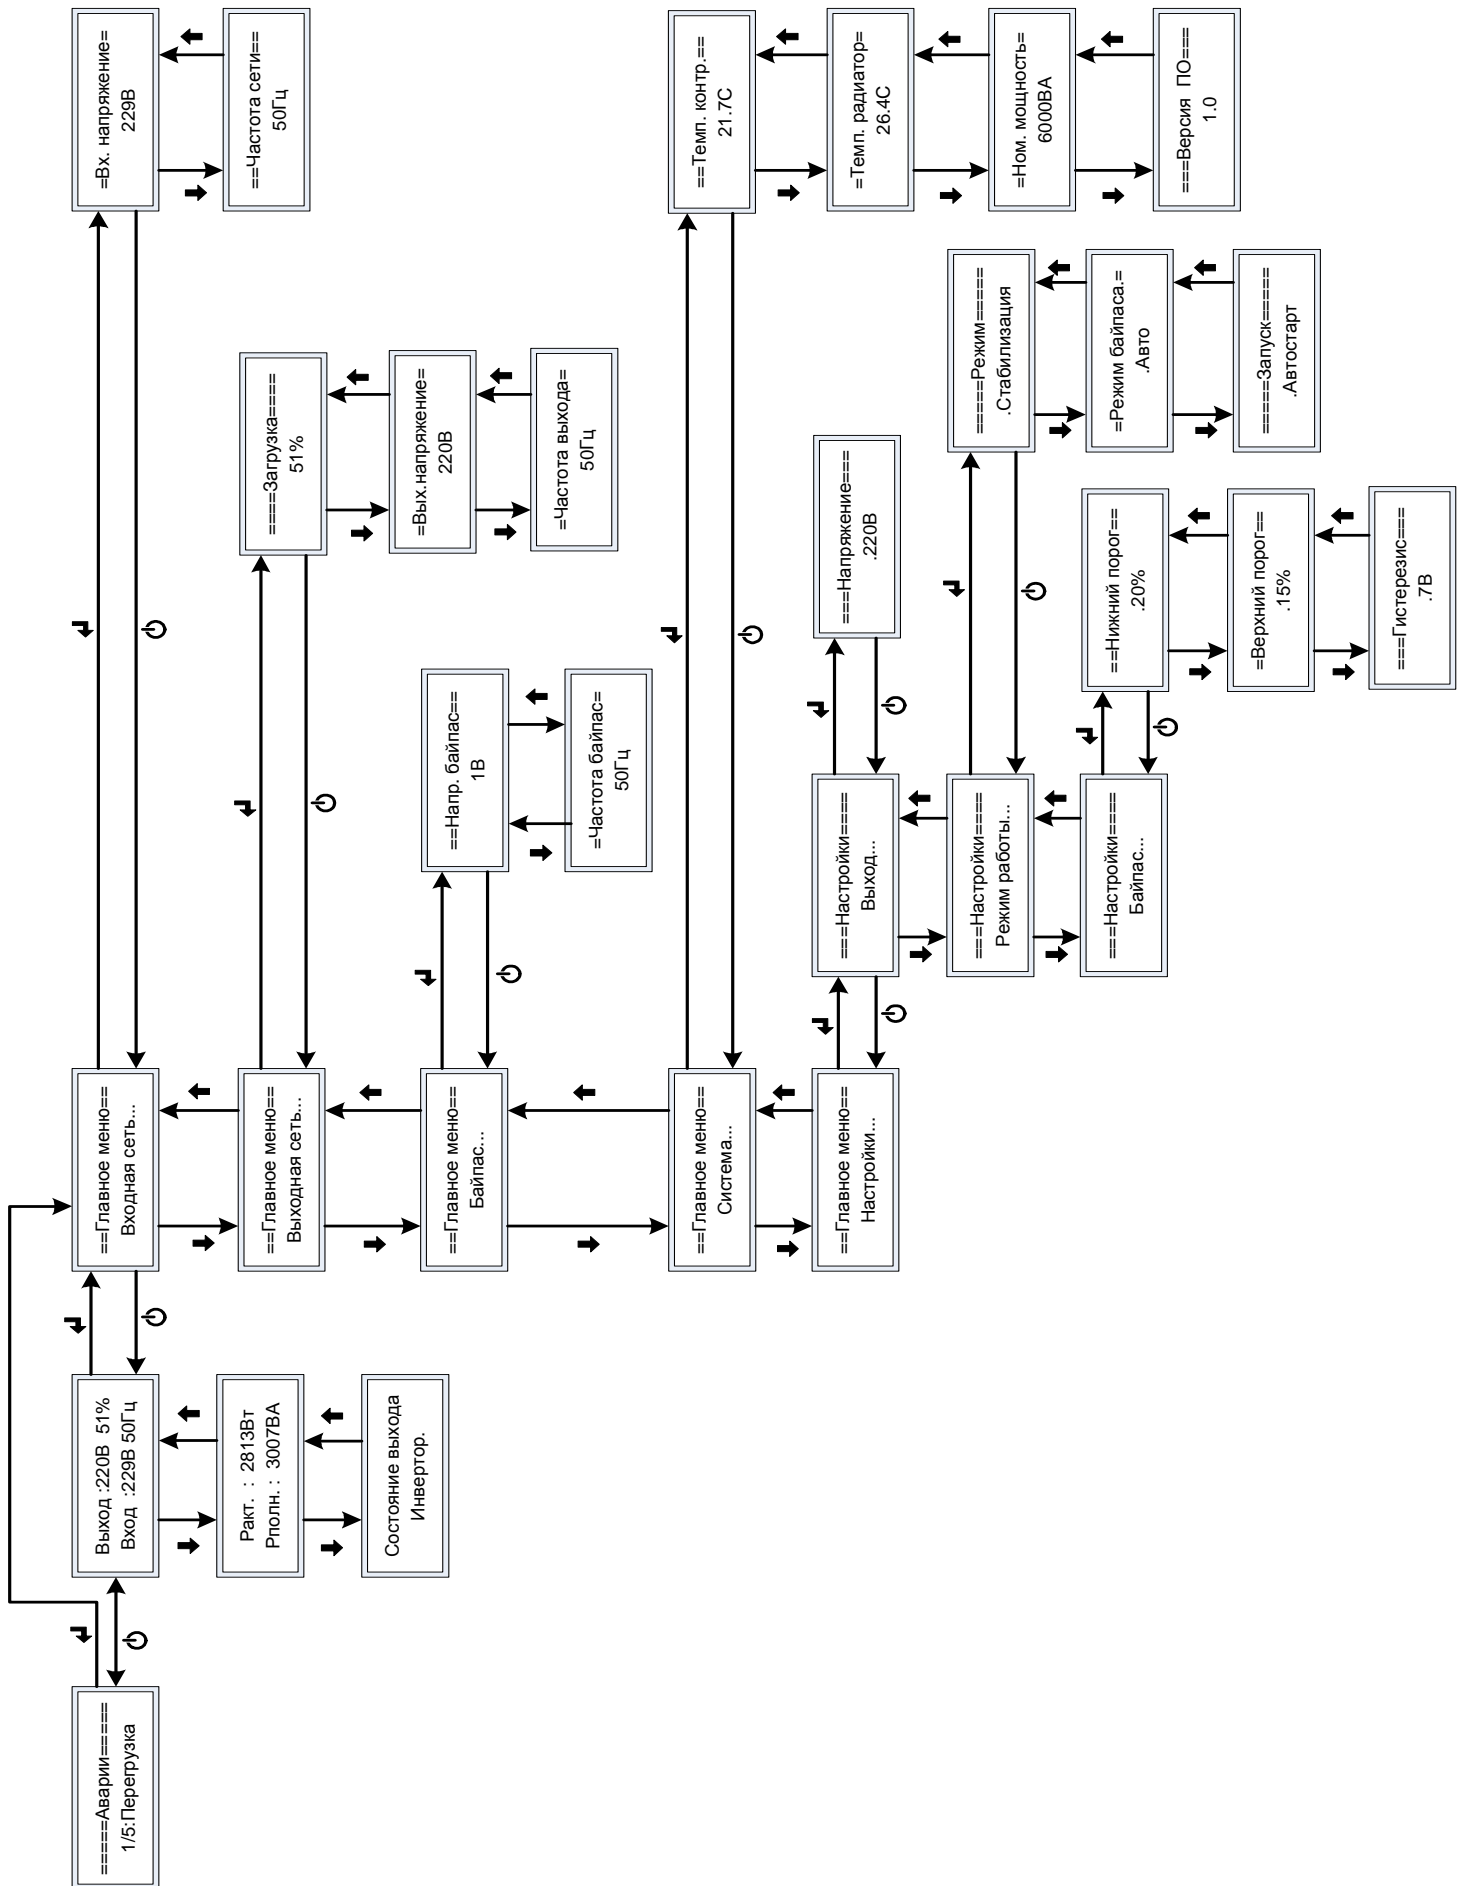 =====Аварии======
1/5:Перегрузка
Выход :220В  51%
Вход :229В 50Гц
Ракт. : 2813Вт
Рполн. : 3007ВА
Состояние выхода
Инвертор.
==Главное меню==
Входная сеть...
==Главное меню==
Выходная сеть...
==Главное меню==
Байпас...
==Главное меню==
Система...
==Главное меню==
Настройки...
=Вх. напряжение=
229В
==Частота сети==
50Гц
=====Загрузка====
51%
=Вых.напряжение=
220В
=Частота выхода=
50Гц
==Напр. байпас==
1В
=Частота байпас=
50Гц
==Темп. контр.==
21.7С
=Темп. радиатор=
26.4С
=Ном. мощность=
6000ВА
===Версия  ПО===
1.0
===Настройки====
Выход...
===Настройки====
Режим работы...
===Настройки====
Байпас...
===Напряжение===
.220В
=====Режим======
.Стабилизация
=Режим байпаса.=
.Авто
=====Запуск=====
.Автостарт
==Нижний порог==
.20%
=Верхний порог==
.15%
===Гистерезис===
.7В